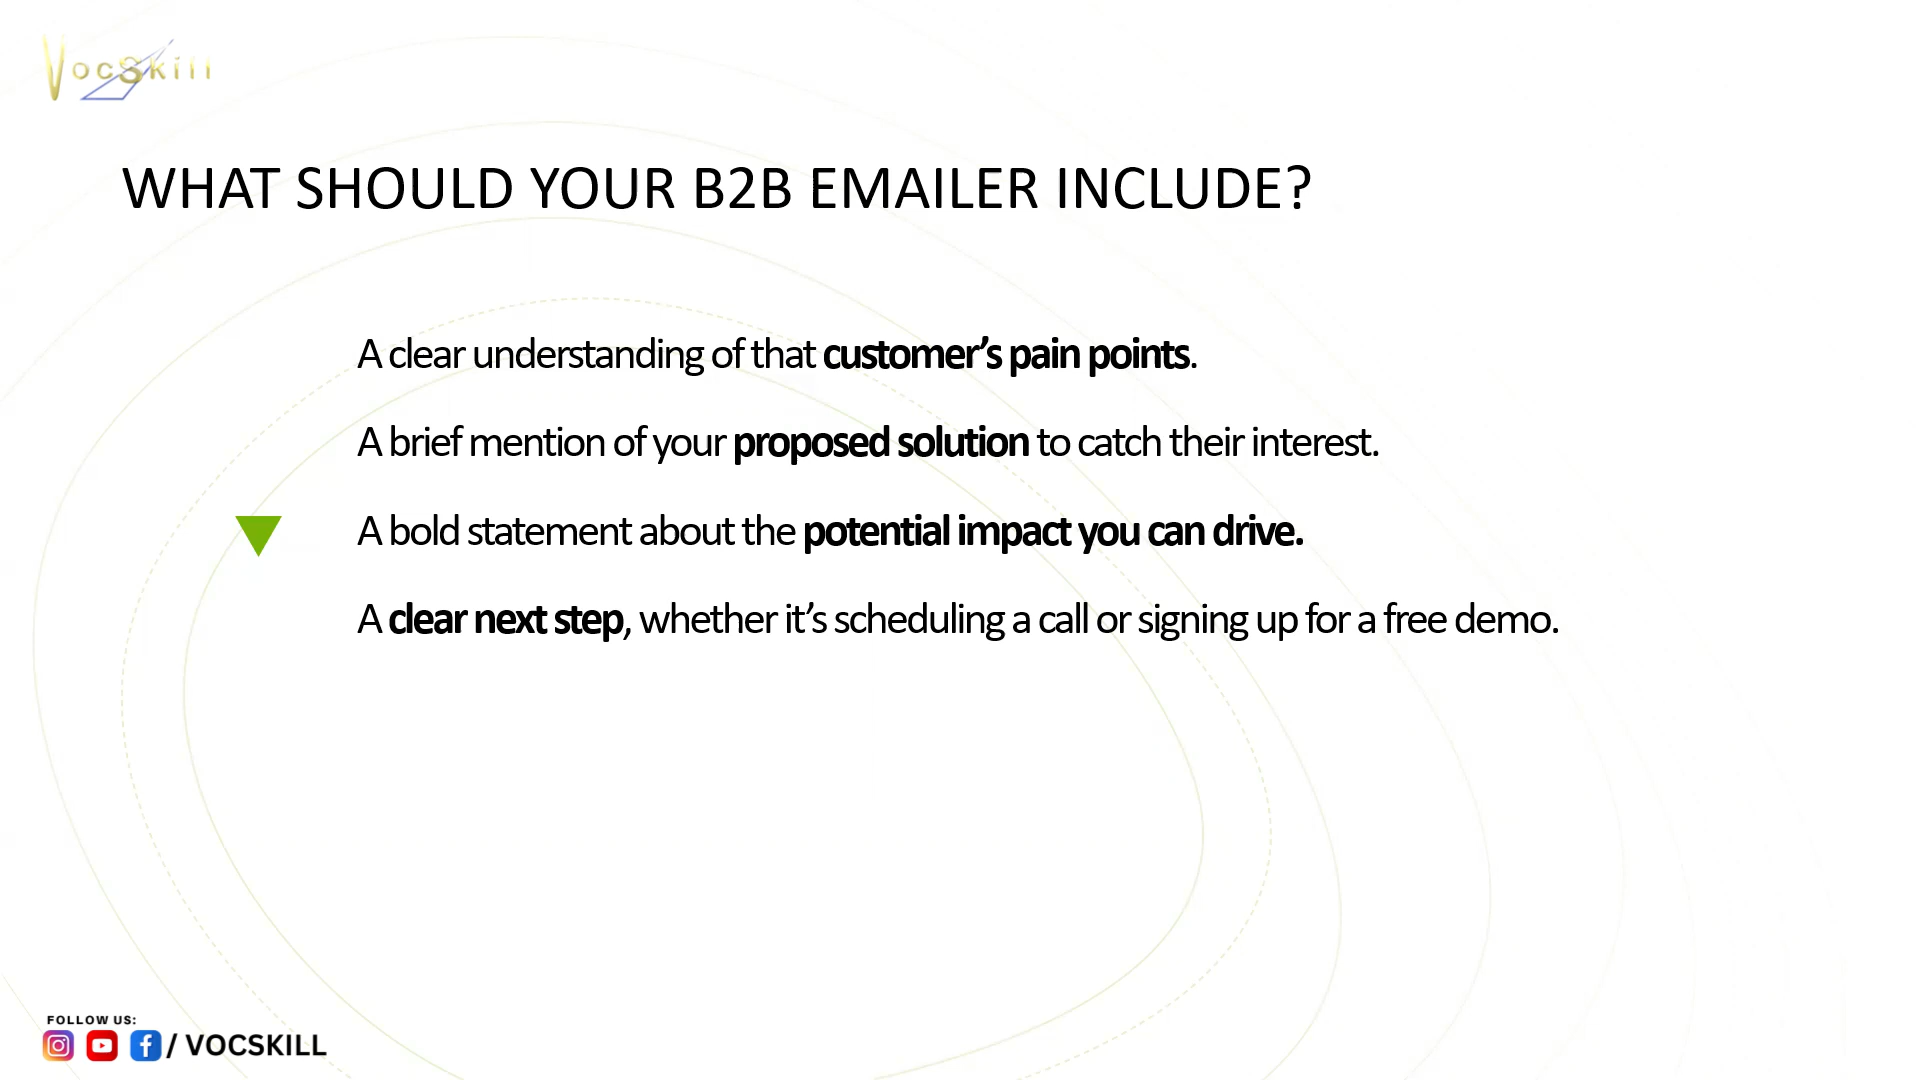 VocSkill
WHAT SHOULD YOUR B2B EMAILER INCLUDE?
A clear understanding of that customer’s pain points.
A brief mention of your proposed solution to catch their interest.
A bold statement about the potential impact you can drive.
A clear next step, whether it’s scheduling a call or signing up for a free demo.
FOLLOW US:
/ VOCSKILL